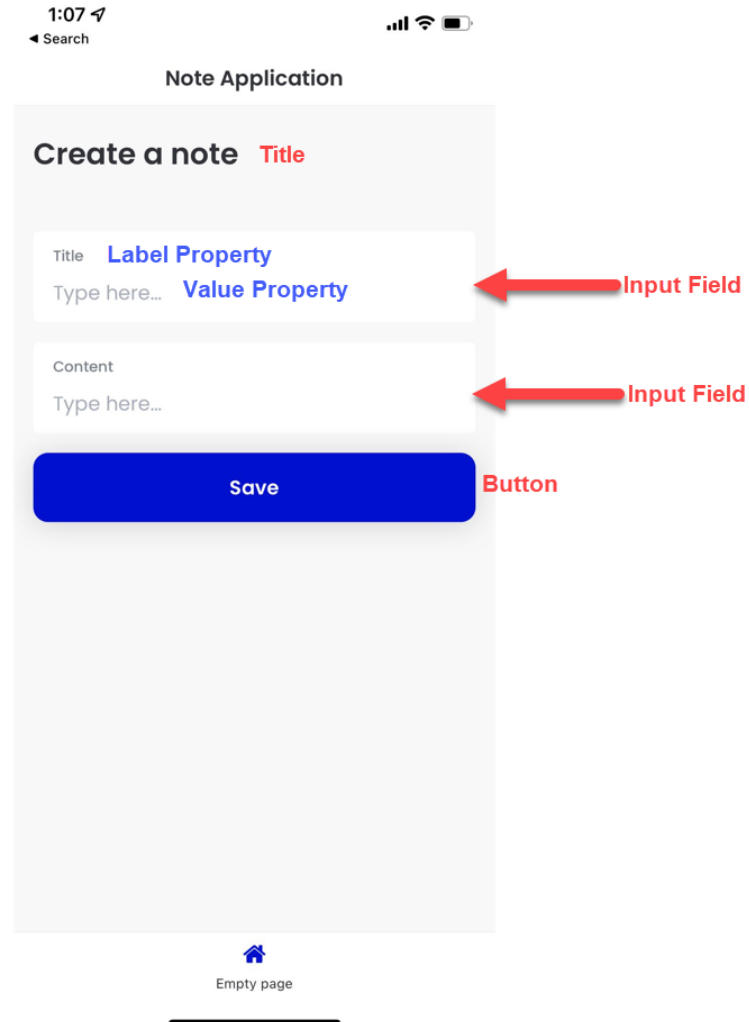 1:07
◄ Search
Note Application
Create a note Title
Title Label Property
Type here... Value Property
Input Field
Content
Type here...
Input Field
Save
Button
Empty page